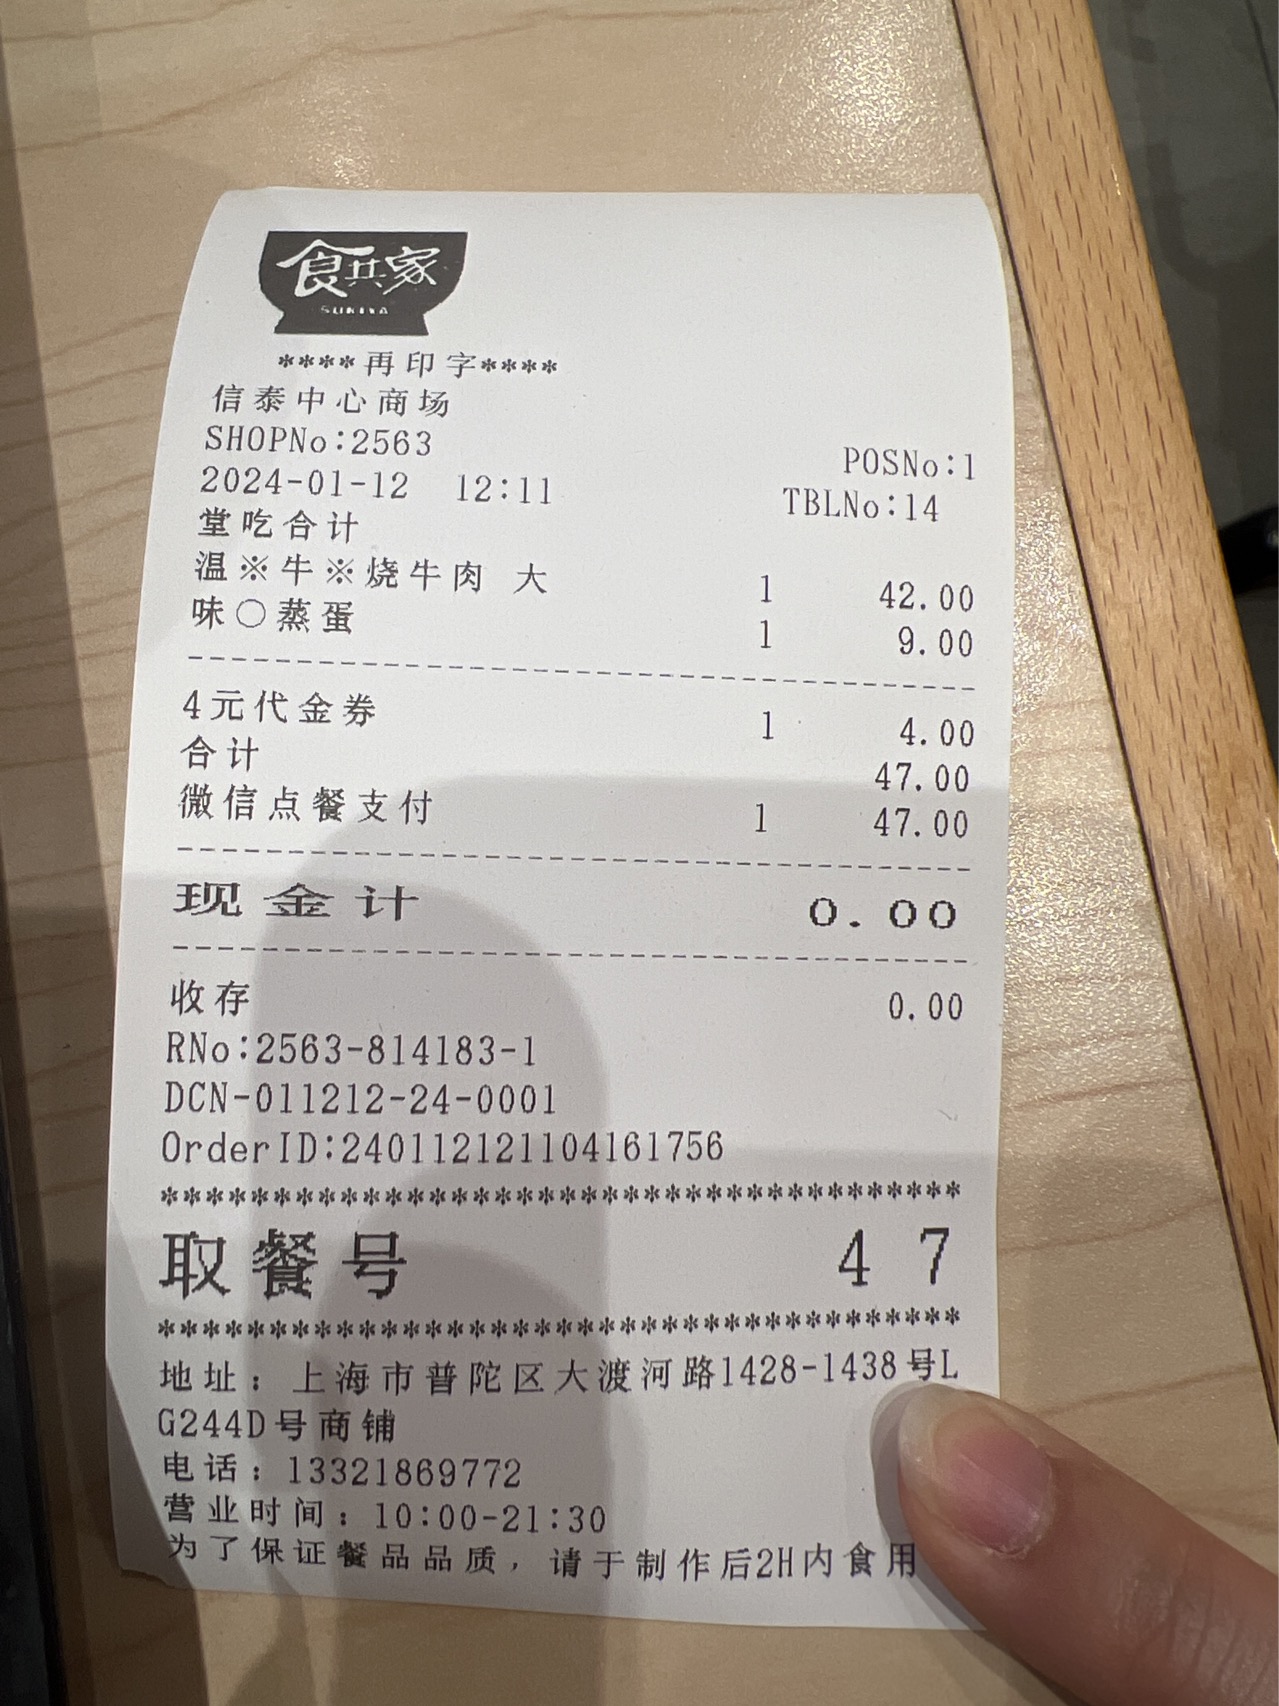 食其家
SUKIYA
****再印字****
信泰中心商场
SHOPNo:2563 POSNo:1
2024-01-12 12:11 TBLNo:14
堂吃合计
温※牛※烧牛肉 大 1 42.00
味〇蒸蛋 1 9.00
4元代金券 1 4.00
合计 47.00
微信点餐支付 1 47.00
现金计 0.00
收存 0.00
RNo:2563-814183-1
DCN-011212-24-0001
OrderID:240112121104161756
****************************************
取餐号 47
****************************************
地址：上海市普陀区大渡河路1428-1438号L
G244D号商铺
电话：13321869772
营业时间：10:00-21:30
为了保证餐品品质，请于制作后2H内食用